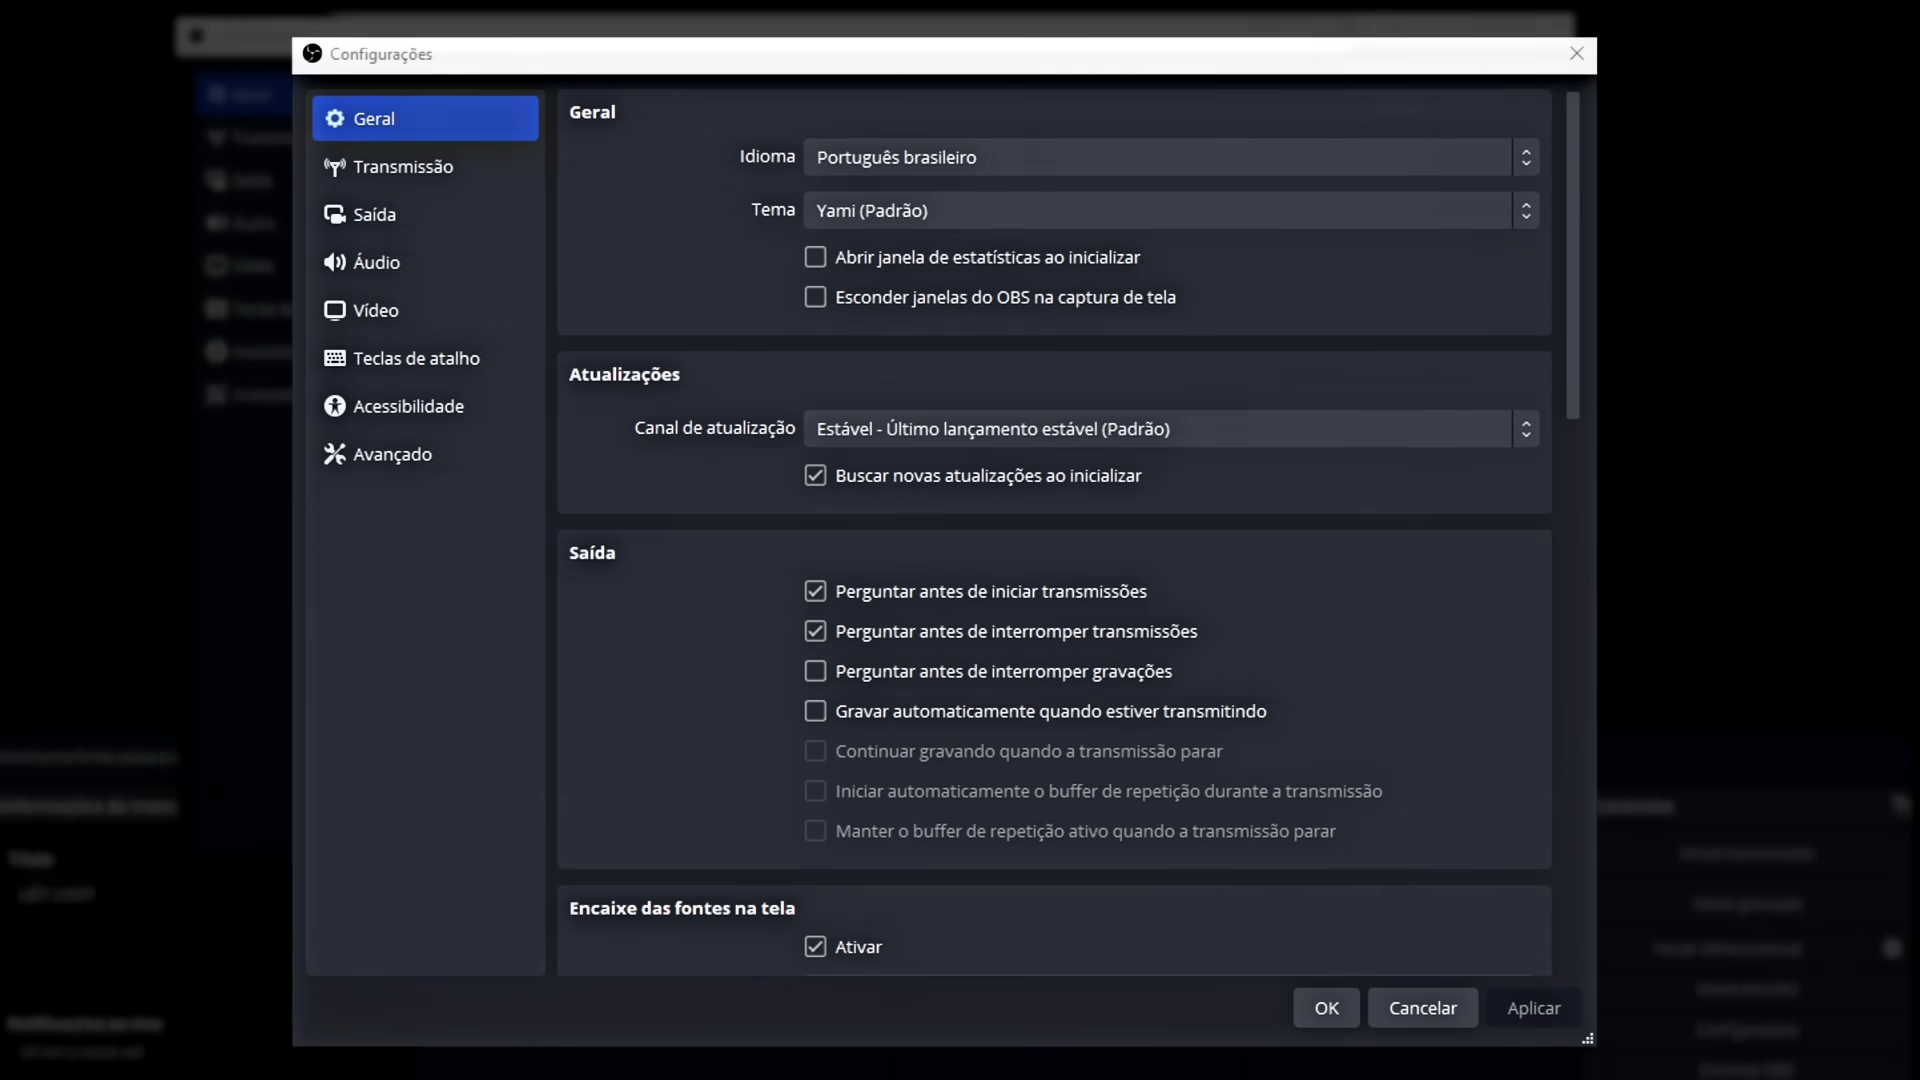 Configurações
Geral
Transmissão
Saída
Áudio
Vídeo
Teclas de atalho
Acessibilidade
Avançado
Geral
Idioma Português brasileiro
Tema Yami (Padrão)
Abrir janela de estatísticas ao inicializar
Esconder janelas do OBS na captura de tela
Atualizações
Canal de atualização Estável - Último lançamento estável (Padrão)
Buscar novas atualizações ao inicializar
Saída
Perguntar antes de iniciar transmissões
Perguntar antes de interromper transmissões
Perguntar antes de interromper gravações
Gravar automaticamente quando estiver transmitindo
Continuar gravando quando a transmissão parar
Iniciar automaticamente o buffer de repetição durante a transmissão
Manter o buffer de repetição ativo quando a transmissão parar
Encaixe das fontes na tela
Ativar
OK Cancelar Aplicar